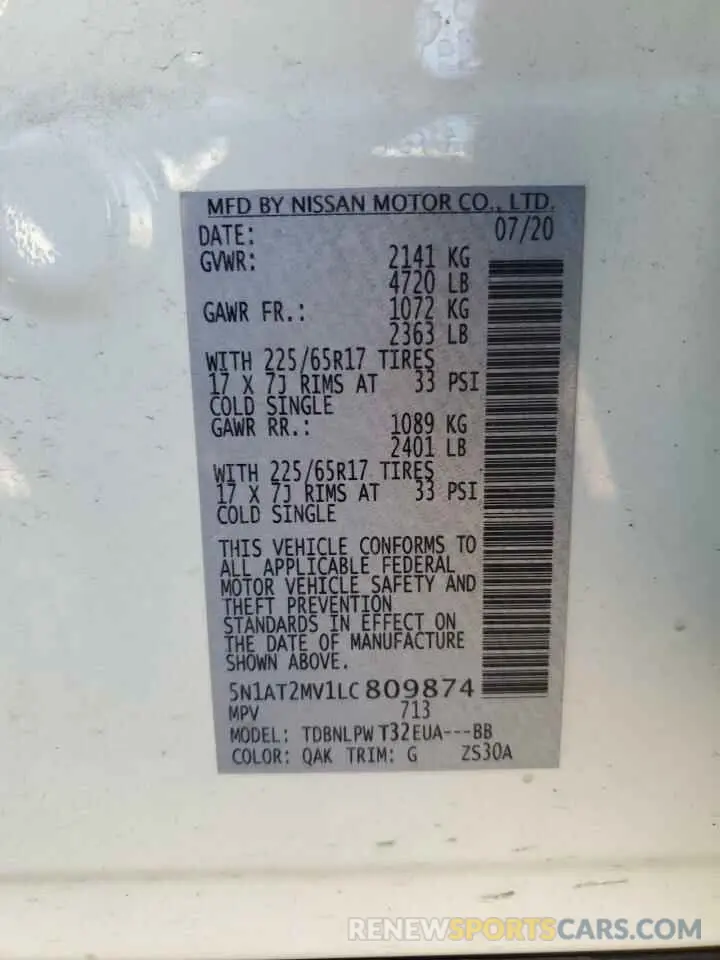 MFD BY NISSAN MOTOR CO., LTD.
DATE: 07/20
GVWR: 2141 KG
4720 LB
GAWR FR.: 1072 KG
2363 LB
WITH 225/65R17 TIRES
17 X 7J RIMS AT 33 PSI
COLD SINGLE
GAWR RR.: 1089 KG
2401 LB
WITH 225/65R17 TIRES
17 X 7J RIMS AT 33 PSI
COLD SINGLE
THIS VEHICLE CONFORMS TO
ALL APPLICABLE FEDERAL
MOTOR VEHICLE SAFETY AND
THEFT PREVENTION
STANDARDS IN EFFECT ON
THE DATE OF MANUFACTURE
SHOWN ABOVE.
5N1AT2MV1LC809874
MPV 713
MODEL: TDBNLPW T32EUA---BB
COLOR: QAK TRIM: G ZS30A
RENEWSPORTSCARS.COM